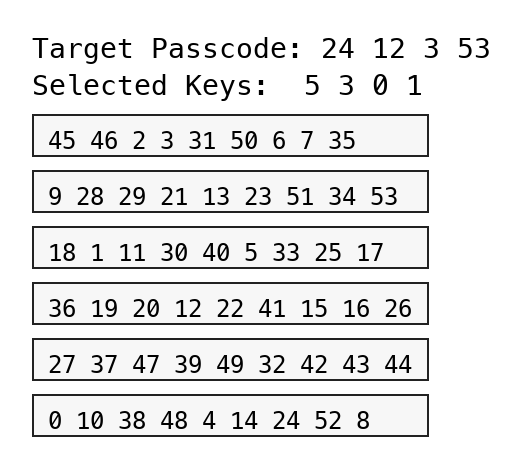 Target Passcode: 24 12 3 53
Selected Keys: 5 3 0 1
45 46 2 3 31 50 6 7 35
9 28 29 21 13 23 51 34 53
18 1 11 30 40 5 33 25 17
36 19 20 12 22 41 15 16 26
27 37 47 39 49 32 42 43 44
0 10 38 48 4 14 24 52 8